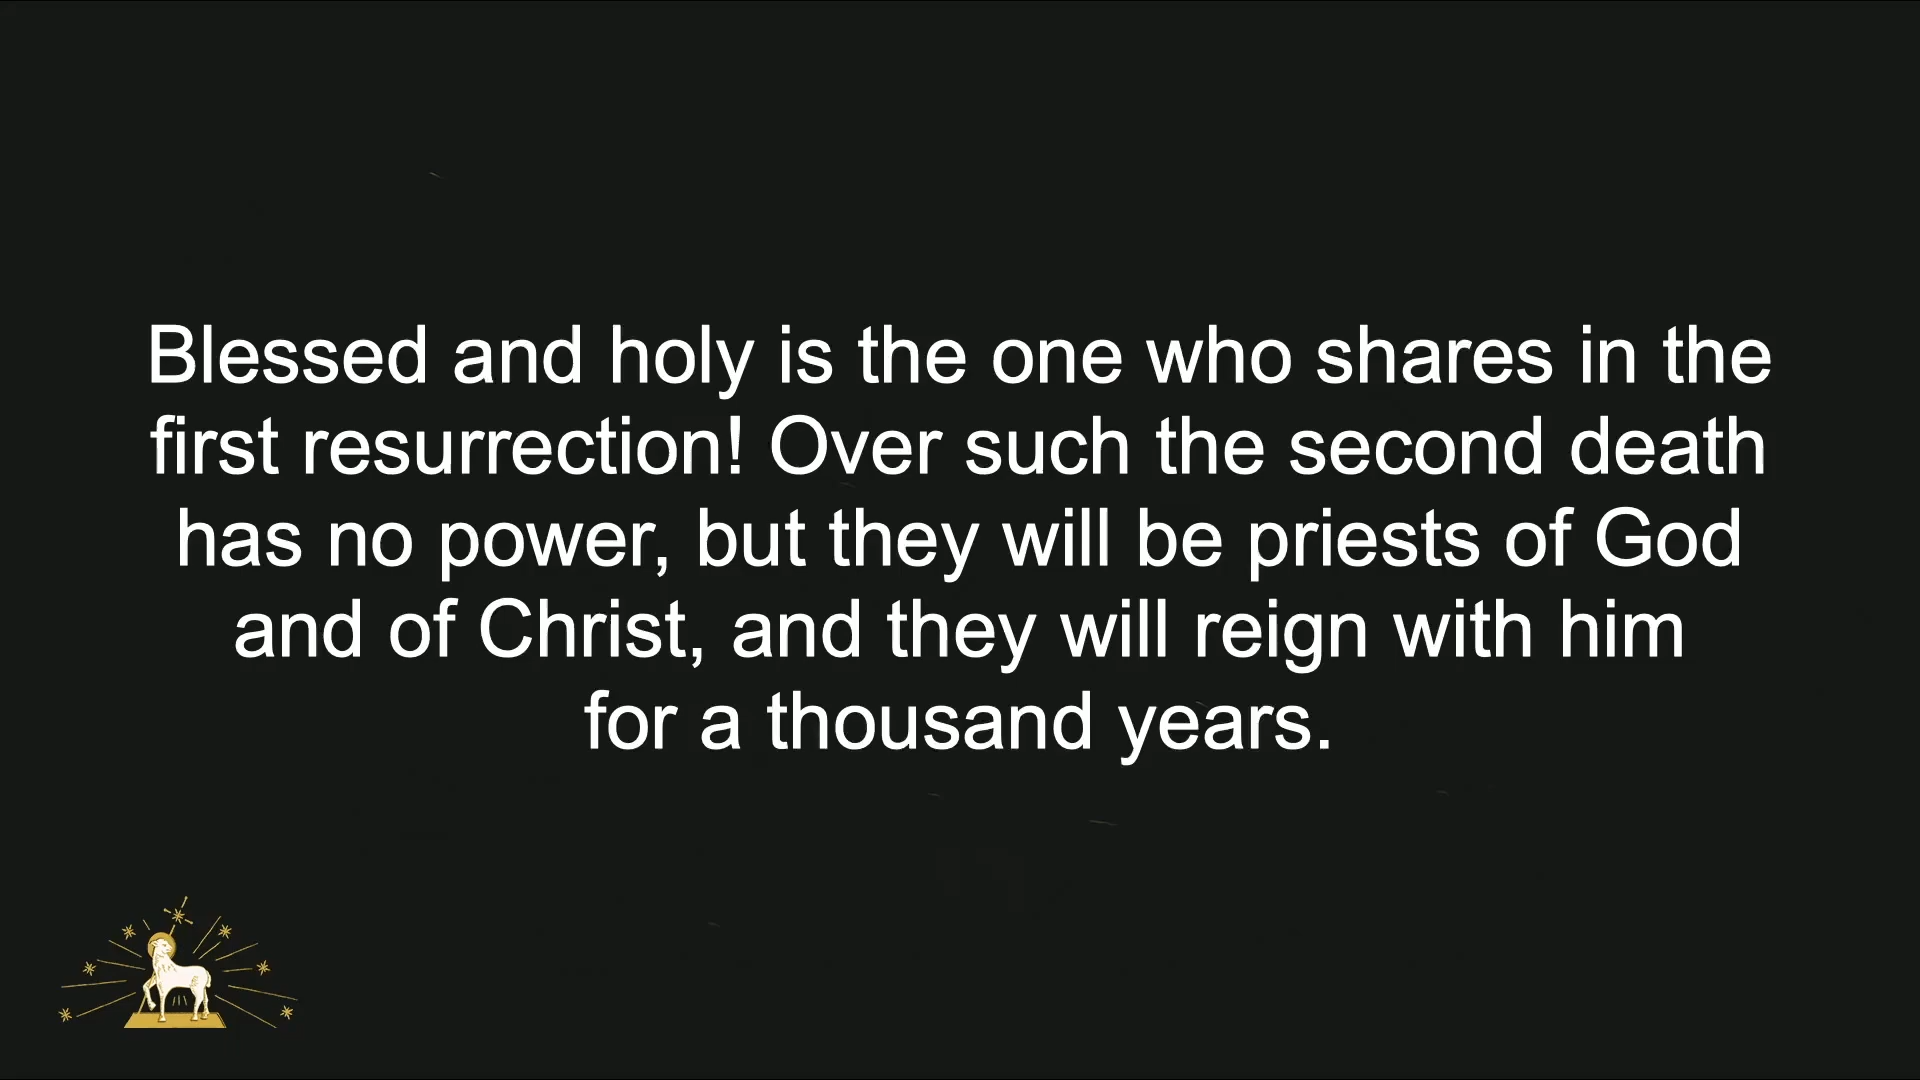 Blessed and holy is the one who shares in the
first resurrection! Over such the second death
has no power, but they will be priests of God
and of Christ, and they will reign with him
for a thousand years.